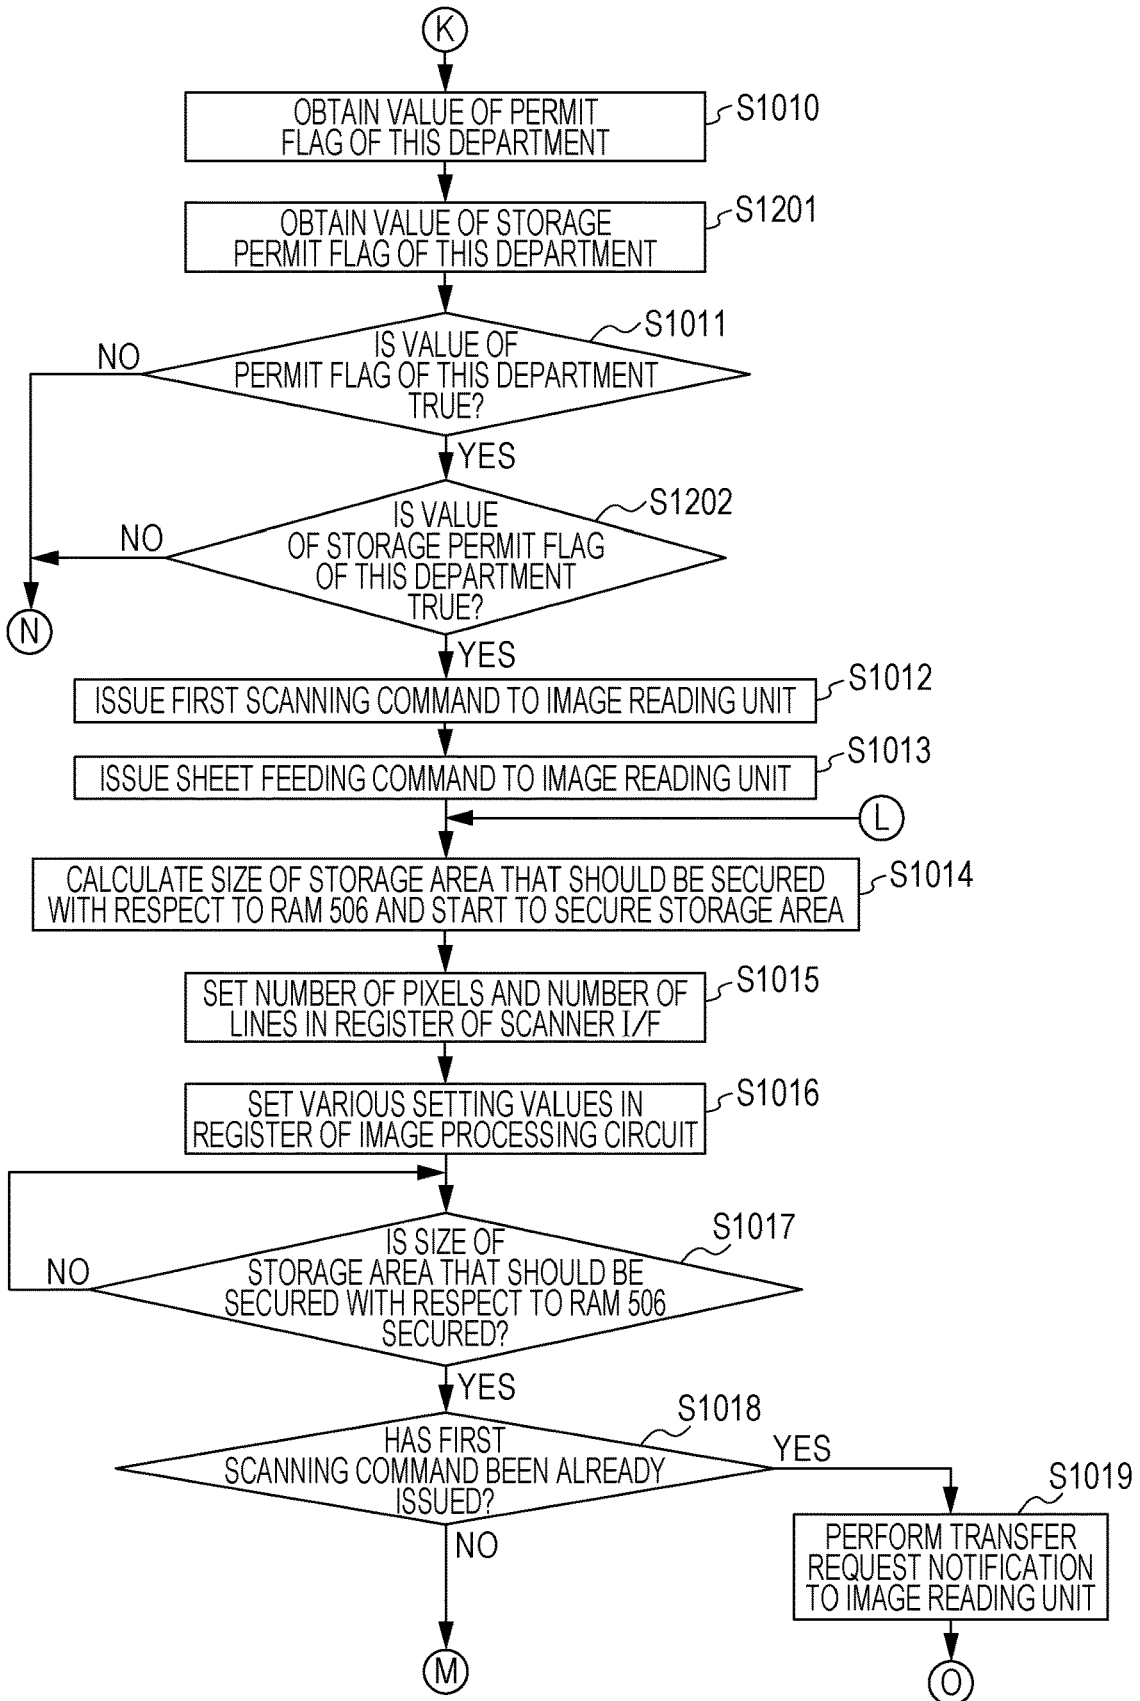 K
OBTAIN VALUE OF PERMIT
FLAG OF THIS DEPARTMENT
S1010
OBTAIN VALUE OF STORAGE
PERMIT FLAG OF THIS DEPARTMENT
S1201
IS VALUE OF
PERMIT FLAG OF THIS DEPARTMENT
TRUE?
S1011
NO
YES
IS VALUE
OF STORAGE PERMIT FLAG
OF THIS DEPARTMENT
TRUE?
S1202
NO
N
YES
ISSUE FIRST SCANNING COMMAND TO IMAGE READING UNIT
S1012
ISSUE SHEET FEEDING COMMAND TO IMAGE READING UNIT
S1013
L
CALCULATE SIZE OF STORAGE AREA THAT SHOULD BE SECURED
WITH RESPECT TO RAM 506 AND START TO SECURE STORAGE AREA
S1014
SET NUMBER OF PIXELS AND NUMBER OF
LINES IN REGISTER OF SCANNER I/F
S1015
SET VARIOUS SETTING VALUES IN
REGISTER OF IMAGE PROCESSING CIRCUIT
S1016
IS SIZE OF
STORAGE AREA THAT SHOULD BE
SECURED WITH RESPECT TO RAM 506
SECURED?
S1017
NO
YES
HAS FIRST
SCANNING COMMAND BEEN ALREADY
ISSUED?
S1018
YES
NO
PERFORM TRANSFER
REQUEST NOTIFICATION
TO IMAGE READING UNIT
S1019
M
O